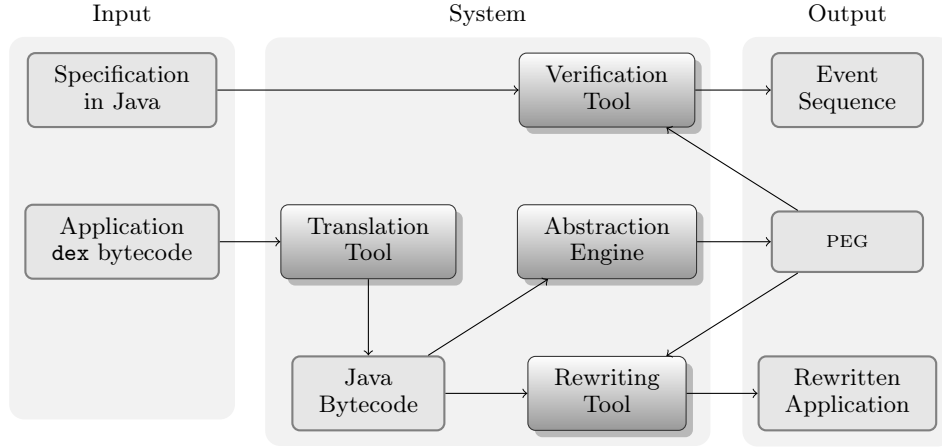 Input
System
Output
Specification
in Java
Verification
Tool
Event
Sequence
Application
dex bytecode
Translation
Tool
Abstraction
Engine
PEG
Java
Bytecode
Rewriting
Tool
Rewritten
Application